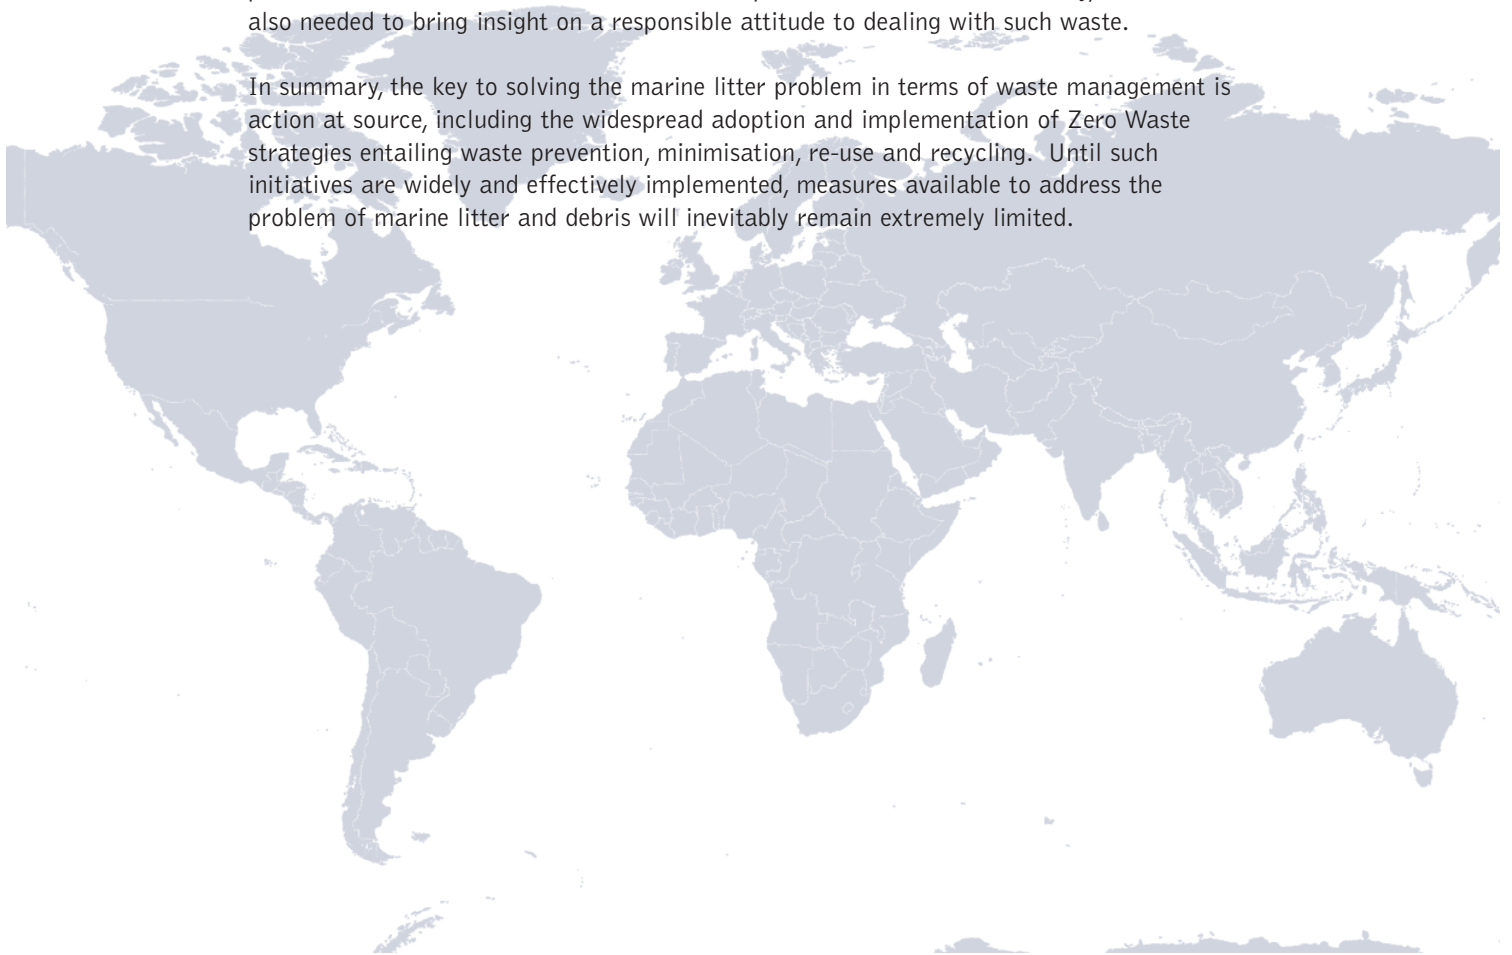 also needed to bring insight on a responsible attitude to dealing with such waste.
In summary, the key to solving the marine litter problem in terms of waste management is
action at source, including the widespread adoption and implementation of Zero Waste
strategies entailing waste prevention, minimisation, re-use and recycling.  Until such
initiatives are widely and effectively implemented, measures available to address the
problem of marine litter and debris will inevitably remain extremely limited.